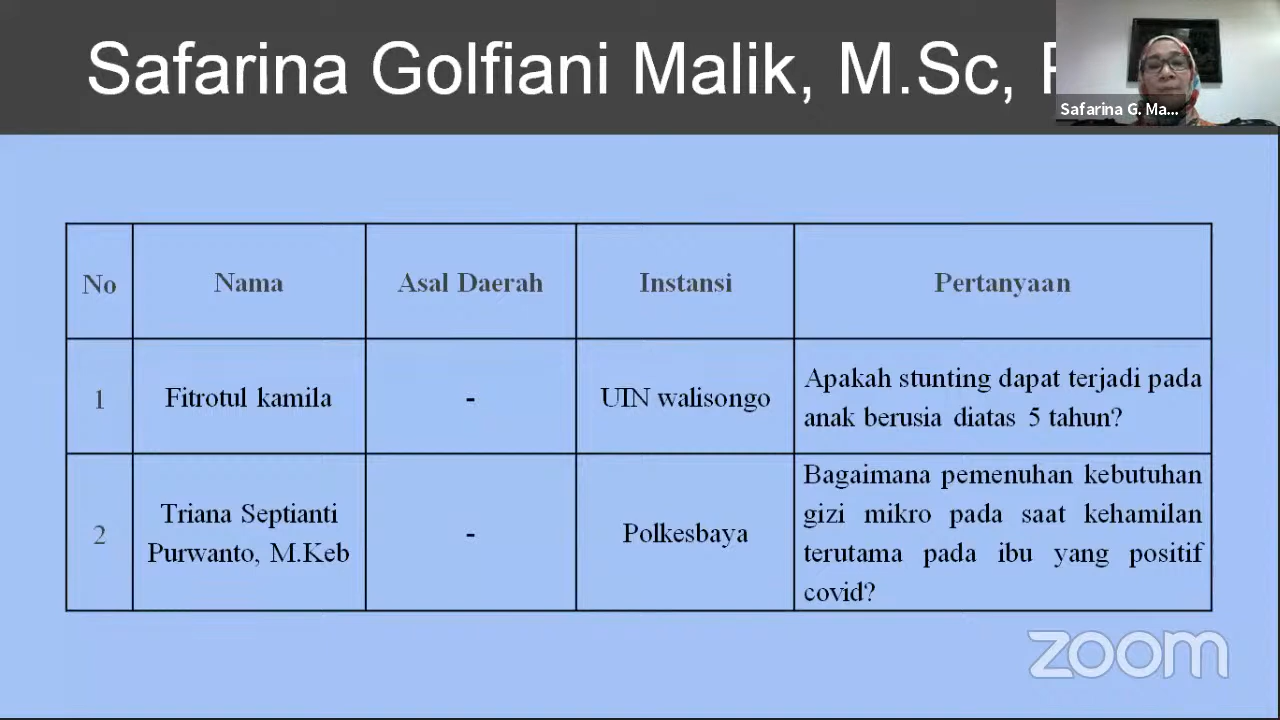 Safarina Golfiani Malik, M.Sc,
Safarina G. Ma...
No
Nama
Asal Daerah
Instansi
Pertanyaan
1
Fitrotul kamila
-
UIN walisongo
Apakah stunting dapat terjadi pada
anak berusia diatas 5 tahun?
2
Triana Septianti
Purwanto, M.Keb
-
Polkesbaya
Bagaimana pemenuhan kebutuhan
gizi mikro pada saat kehamilan
terutama pada ibu yang positif
covid?
zoom